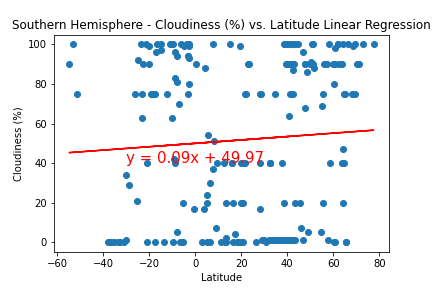 Southern Hemisphere - Cloudiness (%) vs. Latitude Linear Regression
100
80
60
40
20
0
Cloudiness (%)
y = 0.09x + 49.97
−60 −40 −20 0 20 40 60 80
Latitude